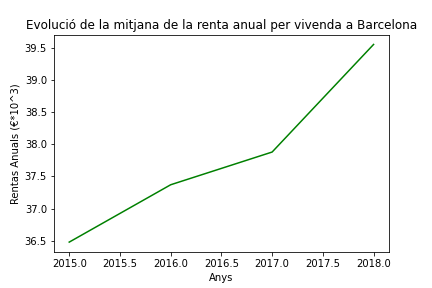 Evolució de la mitjana de la renta anual per vivenda a Barcelona
Rentas Anuals (€*10^3)
39.5
39.0
38.5
38.0
37.5
37.0
36.5
2015.0 2015.5 2016.0 2016.5 2017.0 2017.5 2018.0
Anys